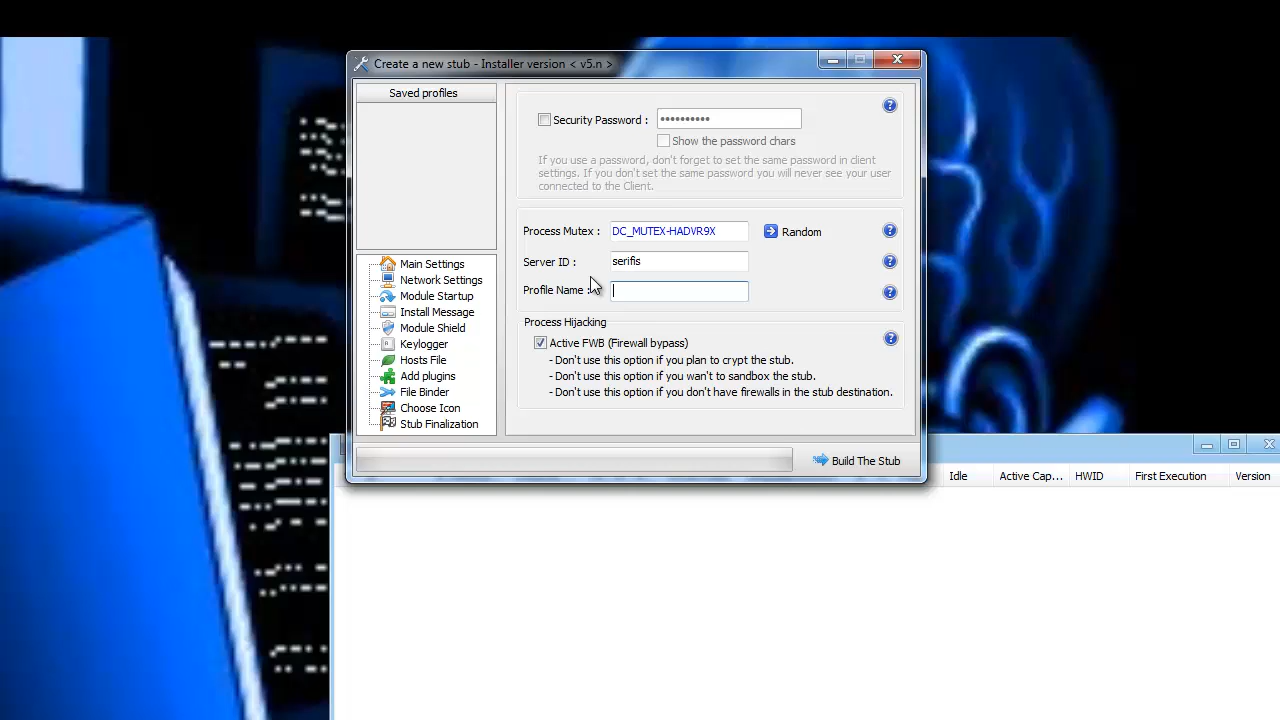 Create a new stub - Installer version < v5.n >
Saved profiles
Main Settings
Network Settings
Module Startup
Install Message
Module Shield
Keylogger
Hosts File
Add plugins
File Binder
Choose Icon
Stub Finalization
Security Password :
••••••••••
Show the password chars
If you use a password, don't forget to set the same password in client
settings. If you don't set the same password you will never see your user
connected to the Client.
Process Mutex : DC_MUTEX-HADVR9X Random
Server ID : serifis
Profile Name :
Process Hijacking
Active FWB (Firewall bypass)
- Don't use this option if you plan to crypt the stub.
- Don't use this option if you wan't to sandbox the stub.
- Don't use this option if you don't have firewalls in the stub destination.
Build The Stub
Idle Active Cap... HWID First Execution Version